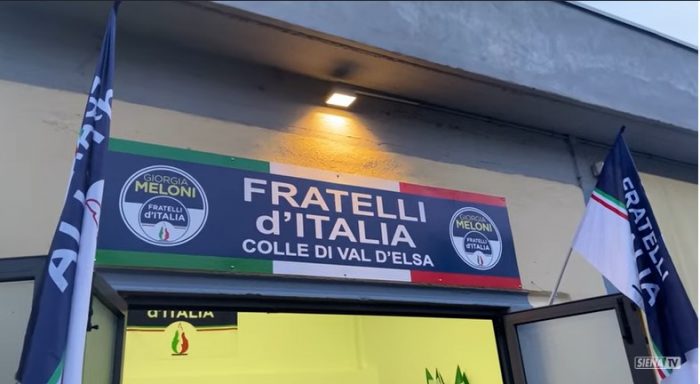 GIORGIA
MELONI
FRATELLI
d'ITALIA
FRATELLI
d'ITALIA
COLLE DI VAL D'ELSA
GIORGIA
MELONI
FRATELLI
d'ITALIA
FRATELLI
d'ITALIA
SIENA TV